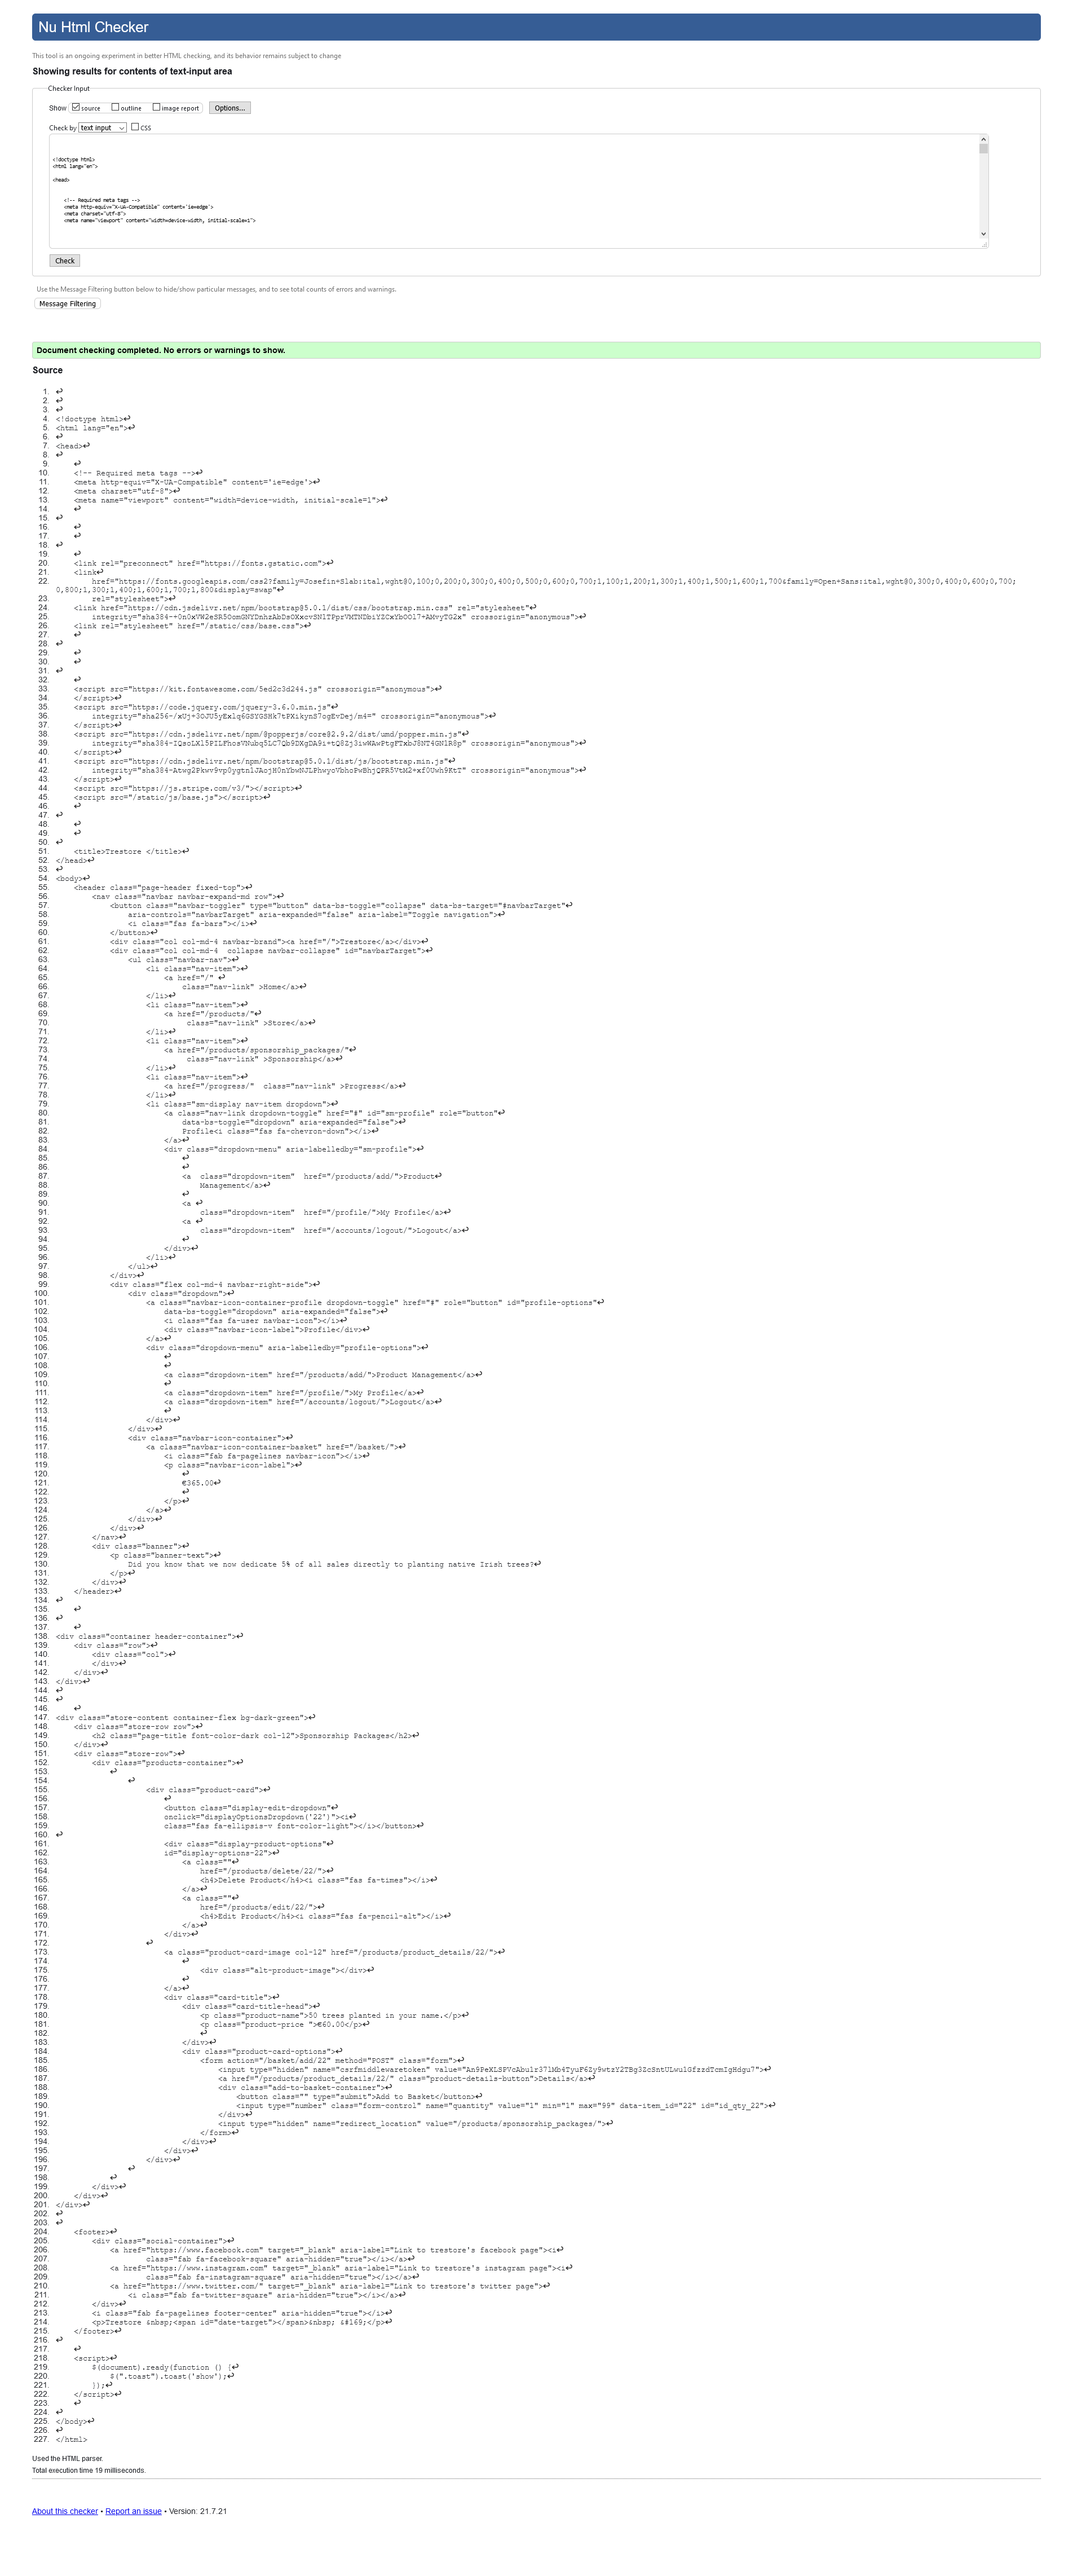 Nu Html Checker
This tool is an ongoing experiment in better HTML checking, and its behavior remains subject to change
Showing results for contents of text-input area
Checker Input
Show source outline image report Options...
Check by text input CSS
<!doctype html>
<html lang="en">
<head>
<!-- Required meta tags -->
<meta http-equiv="X-UA-Compatible" content='ie=edge'>
<meta charset="utf-8">
<meta name="viewport" content="width=device-width, initial-scale=1">
Check
Use the Message Filtering button below to hide/show particular messages, and to see total counts of errors and warnings.
Message Filtering
Document checking completed. No errors or warnings to show.
Source
1. ↩
2. ↩
3. ↩
4. <!doctype html>↩
5. <html lang="en">↩
6. ↩
7. <head>↩
8. ↩
9. ↩
10. <!-- Required meta tags -->↩
11. <meta http-equiv="X-UA-Compatible" content='ie=edge'>↩
12. <meta charset="utf-8">↩
13. <meta name="viewport" content="width=device-width, initial-scale=1">↩
14. ↩
15. ↩
16. ↩
17. ↩
18. ↩
19. ↩
20. <link rel="preconnect" href="https://fonts.gstatic.com">↩
21. <link↩
22. href="https://fonts.googleapis.com/css2?family=Josefin+Slab:ital,wght@0,100;0,200;0,300;0,400;0,500;0,600;0,700;1,100;1,200;1,300;1,400;1,500;1,600;1,700&family=Open+Sans:ital,wght@0,300;0,400;0,600;0,700;
0,800;1,300;1,400;1,600;1,700;1,800&display=swap"↩
23. rel="stylesheet">↩
24. <link href="https://cdn.jsdelivr.net/npm/bootstrap@5.0.1/dist/css/bootstrap.min.css" rel="stylesheet"↩
25. crossorigin="anonymous">↩
26. <link rel="stylesheet" href="/static/css/base.css">↩
27. ↩
28. ↩
29. ↩
30. ↩
31. ↩
32. ↩
33. <script src="https://kit.fontawesome.com/5ed2c3d244.js" crossorigin="anonymous">↩
34. </script>↩
35. <script src="https://code.jquery.com/jquery-3.6.0.min.js"↩
36. crossorigin="anonymous">↩
37. </script>↩
38. <script src="https://cdn.jsdelivr.net/npm/@popperjs/core@2.9.2/dist/umd/popper.min.js"↩
39. crossorigin="anonymous">↩
40. </script>↩
41. <script src="https://cdn.jsdelivr.net/npm/bootstrap@5.0.1/dist/js/bootstrap.min.js"↩
42. crossorigin="anonymous">↩
43. </script>↩
44. <script src="https://js.stripe.com/v3/"></script>↩
45. <script src="/static/js/base.js"></script>↩
46. ↩
47. ↩
48. ↩
49. ↩
50. ↩
51. <title>Trestore </title>↩
52. </head>↩
53. ↩
54. <body>↩
55. <header class="page-header fixed-top">↩
56. <nav class="navbar navbar-expand-md row">↩
57. <button class="navbar-toggler" type="button" data-bs-toggle="collapse" data-bs-target="#navbarTarget"↩
58. aria-controls="navbarTarget" aria-expanded="false" aria-label="Toggle navigation">↩
59. <i class="fas fa-bars"></i>↩
60. </button>↩
61. <div class="col col-md-4 navbar-brand"><a href="/">Trestore</a></div>↩
62. <div class="col col-md-4  collapse navbar-collapse" id="navbarTarget">↩
63. <ul class="navbar-nav">↩
64. <li class="nav-item">↩
65. <a href="/" ↩
66. class="nav-link" >Home</a>↩
67. </li>↩
68. <li class="nav-item">↩
69. <a href="/products/"↩
70. class="nav-link" >Store</a>↩
71. </li>↩
72. <li class="nav-item">↩
73. <a href="/products/sponsorship_packages/"↩
74. class="nav-link" >Sponsorship</a>↩
75. </li>↩
76. <li class="nav-item">↩
77. <a href="/progress/"  class="nav-link" >Progress</a>↩
78. </li>↩
79. <li class="sm-display nav-item dropdown">↩
80. <a class="nav-link dropdown-toggle" href="#" id="sm-profile" role="button"↩
81. data-bs-toggle="dropdown" aria-expanded="false">↩
82. Profile<i class="fas fa-chevron-down"></i>↩
83. </a>↩
84. <div class="dropdown-menu" aria-labelledby="sm-profile">↩
85. ↩
86. ↩
87. <a  class="dropdown-item"  href="/products/add/">Product↩
88. Management</a>↩
89. ↩
90. <a ↩
91. class="dropdown-item"  href="/profile/">My Profile</a>↩
92. <a ↩
93. class="dropdown-item"  href="/accounts/logout/">Logout</a>↩
94. ↩
95. </div>↩
96. </li>↩
97. </ul>↩
98. </div>↩
99. <div class="flex col-md-4 navbar-right-side">↩
100. <div class="dropdown">↩
101. <a class="navbar-icon-container-profile dropdown-toggle" href="#" role="button" id="profile-options"↩
102. data-bs-toggle="dropdown" aria-expanded="false">↩
103. <i class="fas fa-user navbar-icon"></i>↩
104. <div class="navbar-icon-label">Profile</div>↩
105. </a>↩
106. <div class="dropdown-menu" aria-labelledby="profile-options">↩
107. ↩
108. ↩
109. <a class="dropdown-item" href="/products/add/">Product Management</a>↩
110. ↩
111. <a class="dropdown-item" href="/profile/">My Profile</a>↩
112. <a class="dropdown-item" href="/accounts/logout/">Logout</a>↩
113. ↩
114. </div>↩
115. </div>↩
116. <div class="navbar-icon-container">↩
117. <a class="navbar-icon-container-basket" href="/basket/">↩
118. <i class="fab fa-pagelines navbar-icon"></i>↩
119. <p class="navbar-icon-label">↩
120. ↩
121. €365.00↩
122. ↩
123. </p>↩
124. </a>↩
125. </div>↩
126. </div>↩
127. </nav>↩
128. <div class="banner">↩
129. <p class="banner-text">↩
130. Did you know that we now dedicate 5% of all sales directly to planting native Irish trees?↩
131. </p>↩
132. </div>↩
133. </header>↩
134. ↩
135. ↩
136. ↩
137. ↩
138. <div class="container header-container">↩
139. <div class="row">↩
140. <div class="col">↩
141. </div>↩
142. </div>↩
143. </div>↩
144. ↩
145. ↩
146. ↩
147. <div class="store-content container-flex bg-dark-green">↩
148. <div class="store-row row">↩
149. <h2 class="page-title font-color-dark col-12">Sponsorship Packages</h2>↩
150. </div>↩
151. <div class="store-row">↩
152. <div class="products-container">↩
153. ↩
154. ↩
155. <div class="product-card">↩
156. ↩
157. <button class="display-edit-dropdown"↩
158. onclick="displayOptionsDropdown('22')"><i↩
159. class="fas fa-ellipsis-v font-color-light"></i></button>↩
160. ↩
161. <div class="display-product-options"↩
162. id="display-options-22">↩
163. <a class=""↩
164. href="/products/delete/22/">↩
165. <h4>Delete Product</h4><i class="fas fa-times"></i>↩
166. </a>↩
167. <a class=""↩
168. href="/products/edit/22/">↩
169. <h4>Edit Product</h4><i class="fas fa-pencil-alt"></i>↩
170. </a>↩
171. </div>↩
172. ↩
173. <a class="product-card-image col-12" href="/products/product_details/22/">↩
174. ↩
175. <div class="alt-product-image"></div>↩
176. ↩
177. </a>↩
178. <div class="card-title">↩
179. <div class="card-title-head">↩
180. <p class="product-name">50 trees planted in your name.</p>↩
181. <p class="product-price ">€60.00</p>↩
182. ↩
183. </div>↩
184. <div class="product-card-options">↩
185. <form action="/basket/add/22" method="POST" class="form">↩
186. <input type="hidden" name="csrfmiddlewaretoken" ↩
187. <a href="/products/product_details/22/" class="product-details-button">Details</a>↩
188. <div class="add-to-basket-container">↩
189. <button class="" type="submit">Add to Basket</button>↩
190. <input type="number" class="form-control" name="quantity" value="1" min="1" max="99" data-item_id="22" id="id_qty_22">↩
191. </div>↩
192. <input type="hidden" name="redirect_location" value="/products/sponsorship_packages/">↩
193. </form>↩
194. </div>↩
195. </div>↩
196. </div>↩
197. ↩
198. ↩
199. </div>↩
200. </div>↩
201. </div>↩
202. ↩
203. ↩
204. <footer>↩
205. <div class="social-container">↩
206. <a href="https://www.facebook.com" target="_blank" aria-label="Link to trestore's facebook page"><i↩
207. class="fab fa-facebook-square" aria-hidden="true"></i></a>↩
208. <a href="https://www.instagram.com" target="_blank" aria-label="Link to trestore's instagram page"><i↩
209. class="fab fa-instagram-square" aria-hidden="true"></i></a>↩
210. <a href="https://www.twitter.com/" target="_blank" aria-label="Link to trestore's twitter page">↩
211. <i class="fab fa-twitter-square" aria-hidden="true"></i></a>↩
212. </div>↩
213. <i class="fab fa-pagelines footer-center" aria-hidden="true"></i>↩
214. <p>Trestore &nbsp;<span id="date-target"></span>&nbsp; &#169;</p>↩
215. </footer>↩
216. ↩
217. ↩
218. <script>↩
219. $(document).ready(function () {↩
220. $(".toast").toast('show');↩
221. });↩
222. </script>↩
223. ↩
224. ↩
225. </body>↩
226. ↩
227. </html>
Used the HTML parser.
Total execution time 19 milliseconds.
About this checker • Report an issue • Version: 21.7.21